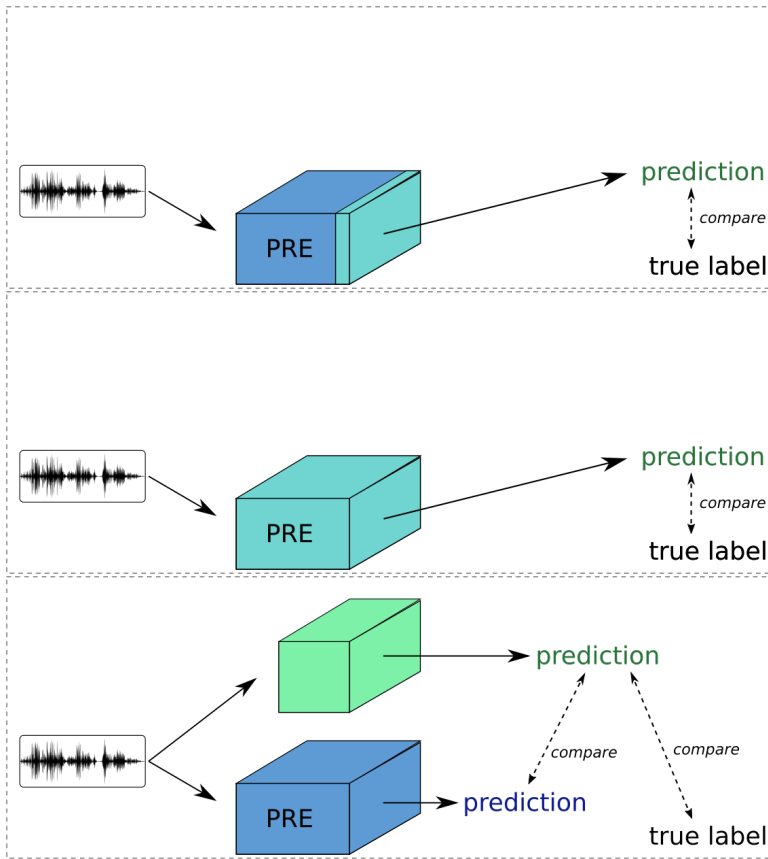 prediction
compare
PRE
true label
prediction
compare
PRE
true label
prediction
compare
compare
PRE
prediction
true label